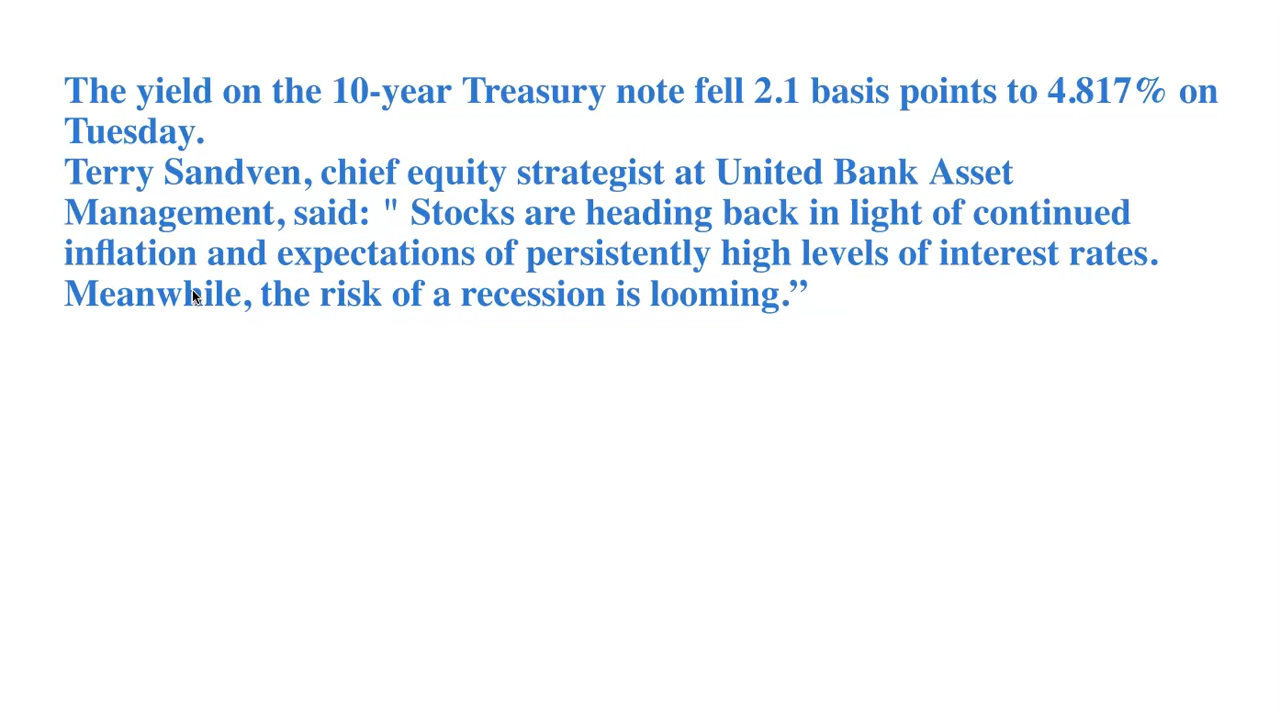 The yield on the 10-year Treasury note fell 2.1 basis points to 4.817% on
Tuesday.
Terry Sandven, chief equity strategist at United Bank Asset
Management, said: " Stocks are heading back in light of continued
inflation and expectations of persistently high levels of interest rates.
Meanwhile, the risk of a recession is looming.”